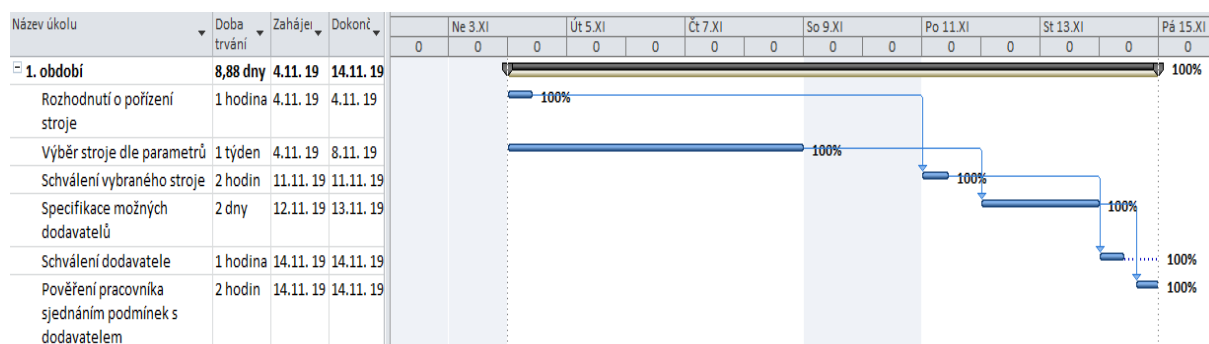 Název úkolu Doba trvání Zahájer Dokonč
Ne 3.XI Út 5.XI Čt 7.XI So 9.XI Po 11.XI St 13.XI Pá 15.XI
0 0 0 0 0 0 0 0 0 0 0 0 0 0
1. období 8,88 dny 4.11. 19 14.11. 19 100%
Rozhodnutí o pořízení stroje 1 hodina 4.11. 19 4.11. 19 100%
Výběr stroje dle parametrů 1 týden 4.11. 19 8.11. 19 100%
Schválení vybraného stroje 2 hodin 11.11. 19 11.11. 19 100%
Specifikace možných dodavatelů 2 dny 12.11. 19 13.11. 19 100%
Schválení dodavatele 1 hodina 14.11. 19 14.11. 19 100%
Pověření pracovníka sjednáním podmínek s dodavatelem 2 hodin 14.11. 19 14.11. 19 100%